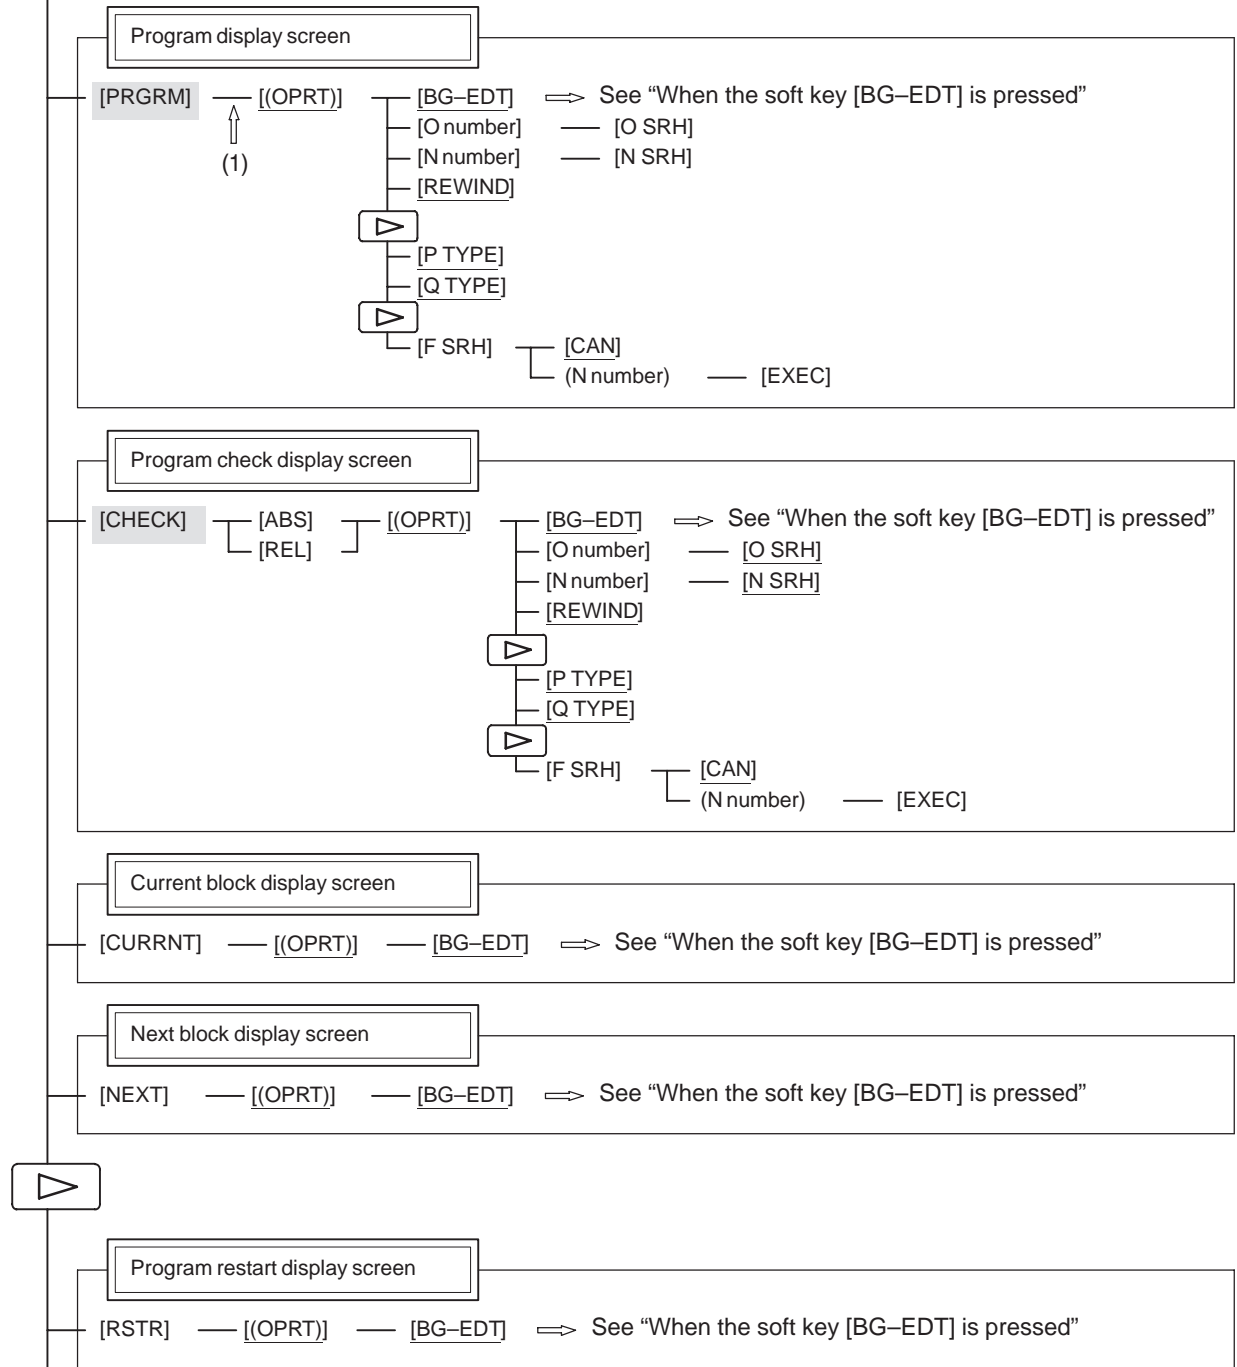 Program display screen
[PRGRM] [(OPRT)] [BG–EDT] See “When the soft key [BG–EDT] is pressed”
(1)
[O number] [O SRH]
[N number] [N SRH]
[REWIND]
[P TYPE]
[Q TYPE]
[F SRH] [CAN]
(N number) [EXEC]
Program check display screen
[CHECK] [ABS] [(OPRT)] [BG–EDT] See “When the soft key [BG–EDT] is pressed”
[REL] [O number] [O SRH]
[N number] [N SRH]
[REWIND]
[P TYPE]
[Q TYPE]
[F SRH] [CAN]
(N number) [EXEC]
Current block display screen
[CURRNT] [(OPRT)] [BG–EDT] See “When the soft key [BG–EDT] is pressed”
Next block display screen
[NEXT] [(OPRT)] [BG–EDT] See “When the soft key [BG–EDT] is pressed”
Program restart display screen
[RSTR] [(OPRT)] [BG–EDT] See “When the soft key [BG–EDT] is pressed”